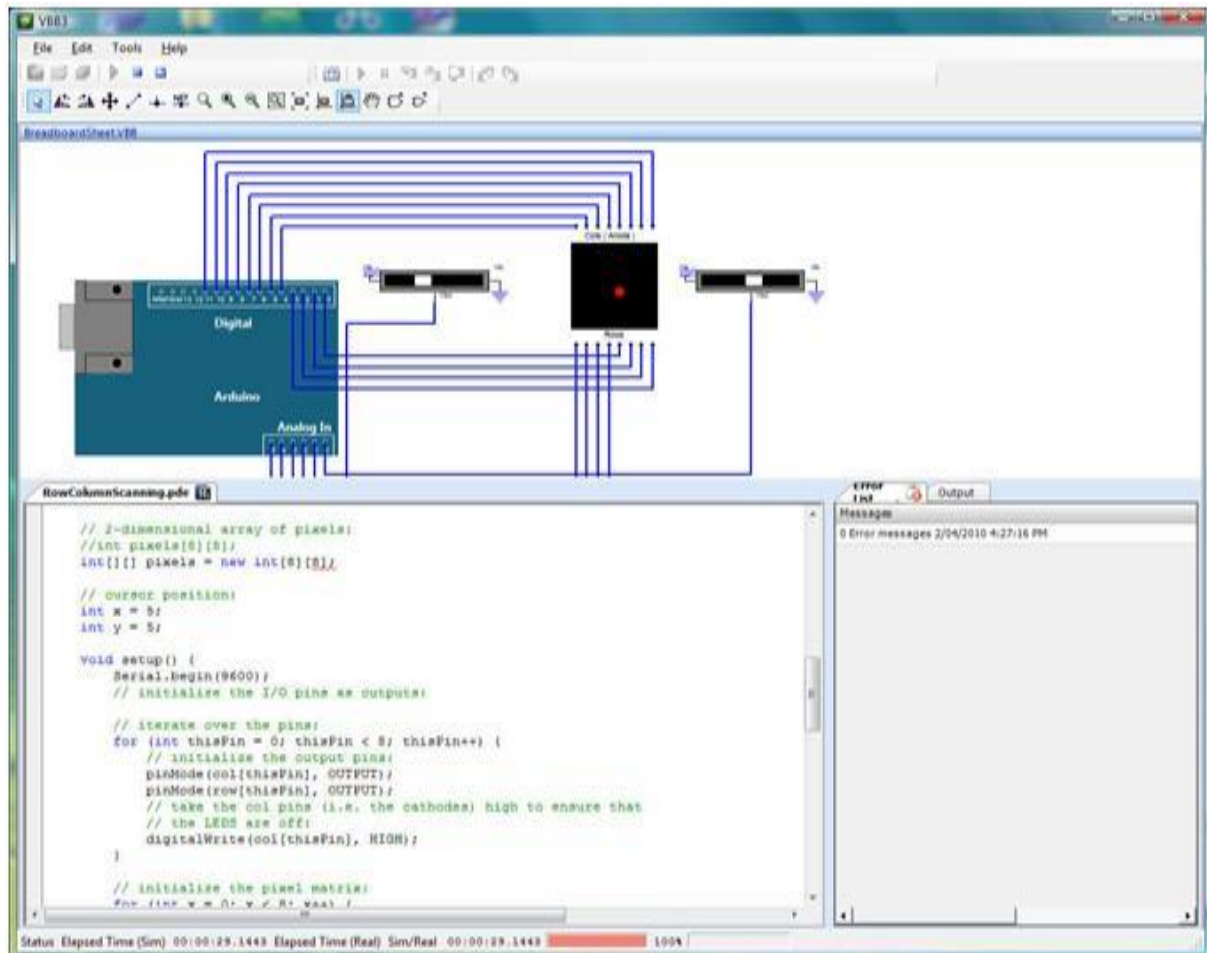 VBB3
File Edit Tools Help
BreadboardSheet.VBB
Digital
Arduino
Analog In
Rows
RowColumnScanning.pde
Error List
Output
Messages
0 Error messages 2/04/2010 4:27:16 PM
// 2-dimensional array of pixels:
//int pixels[8][8];
int[][] pixels = new int[8][8];
// cursor position:
int x = 5;
int y = 5;
void setup() {
Serial.begin(9600);
// initialize the I/O pins as outputs:
// iterate over the pins:
for (int thisPin = 0; thisPin < 8; thisPin++) {
// initialize the output pins:
pinMode(col[thisPin], OUTPUT);
pinMode(row[thisPin], OUTPUT);
// take the col pins (i.e. the cathodes) high to ensure that
// the LEDS are off:
digitalWrite(col[thisPin], HIGH);
}
// initialize the pixel matrix:
for (int x = 0; x < 8; x++) {
Status Elapsed Time (Sim) 00:00:29.1443 Elapsed Time (Real) Sim/Real 00:00:29.1443 100%